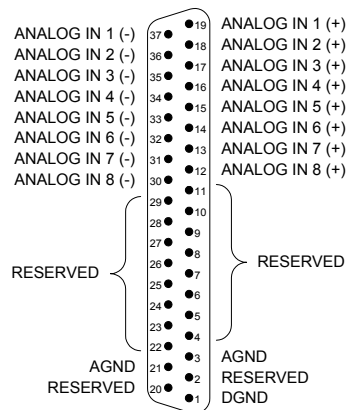 ANALOG IN 1 (-) 37 19 ANALOG IN 1 (+)
ANALOG IN 2 (-) 36 18 ANALOG IN 2 (+)
ANALOG IN 3 (-) 35 17 ANALOG IN 3 (+)
ANALOG IN 4 (-) 34 16 ANALOG IN 4 (+)
ANALOG IN 5 (-) 33 15 ANALOG IN 5 (+)
ANALOG IN 6 (-) 32 14 ANALOG IN 6 (+)
ANALOG IN 7 (-) 31 13 ANALOG IN 7 (+)
ANALOG IN 8 (-) 30 12 ANALOG IN 8 (+)
29 11
28 10
27 9
26 8
RESERVED 25 7 RESERVED
24 6
23 5
22 4
AGND 21 3 AGND
RESERVED 20 2 RESERVED
1 DGND